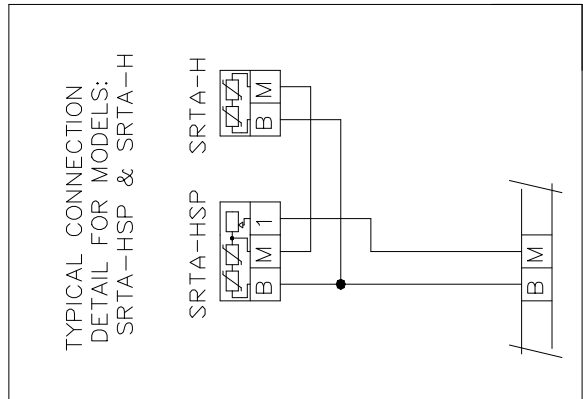 TYPICAL CONNECTION
DETAIL FOR MODELS:
SRTA-HSP & SRTA-H
SRTA-HSP
B M 1
SRTA-H
B M
B M